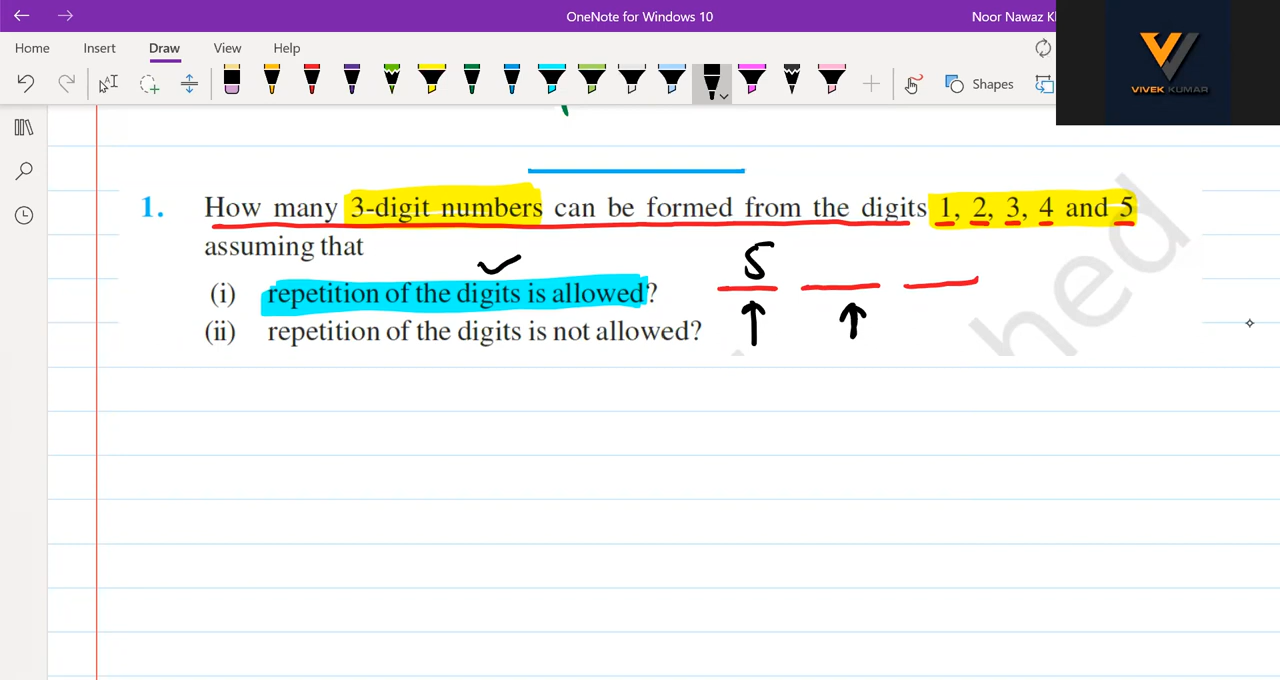 OneNote for Windows 10
Noor Nawaz Kh
Home Insert Draw View Help
Shapes
VIVEK KUMAR
1. How many 3-digit numbers can be formed from the digits 1, 2, 3, 4 and 5
assuming that
5
(i) repetition of the digits is allowed?
(ii) repetition of the digits is not allowed?
hed